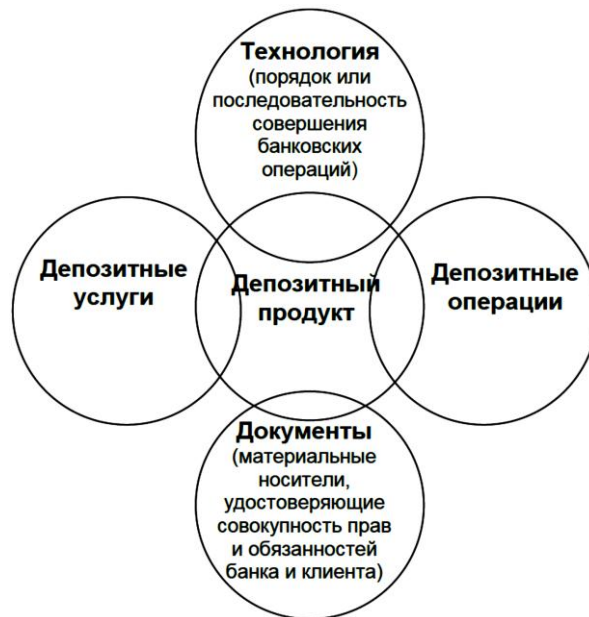 Технология
(порядок или
последовательность
совершения
банковских
операций)
Депозитные
услуги
Депозитный
продукт
Депозитные
операции
Документы
(материальные
носители,
удостоверяющие
совокупность прав
и обязанностей
банка и клиента)